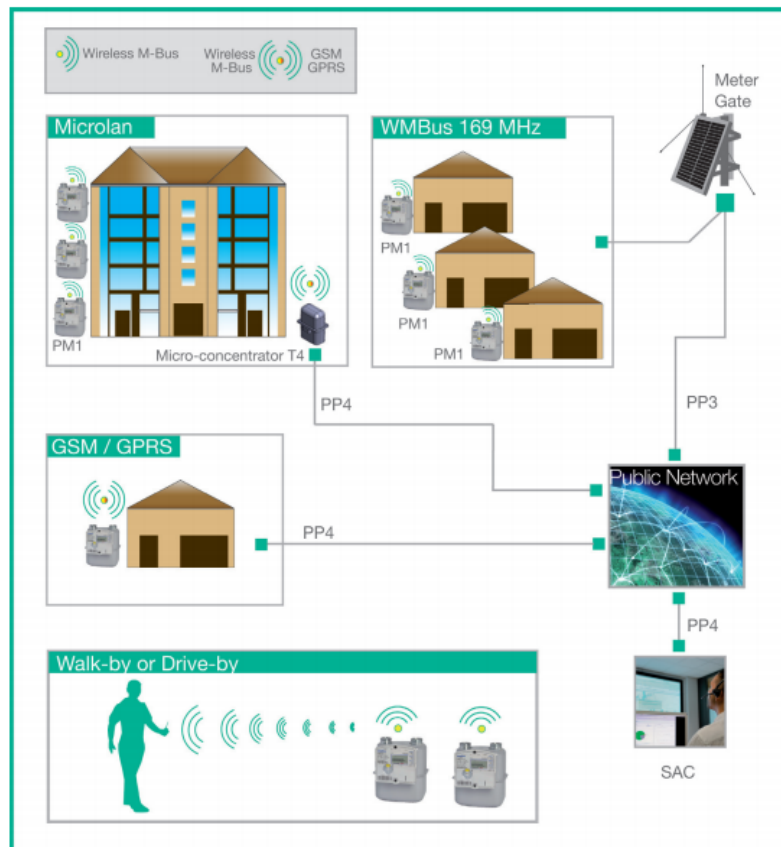 Wireless M-Bus
Wireless
M-Bus
GSM
GPRS
Meter
Gate
Microlan
WMBus 169 MHz
PM1
PM1
PM1
PM1
Micro-concentrator T4
PP4
PP3
GSM / GPRS
Public Network
PP4
PP4
Walk-by or Drive-by
SAC